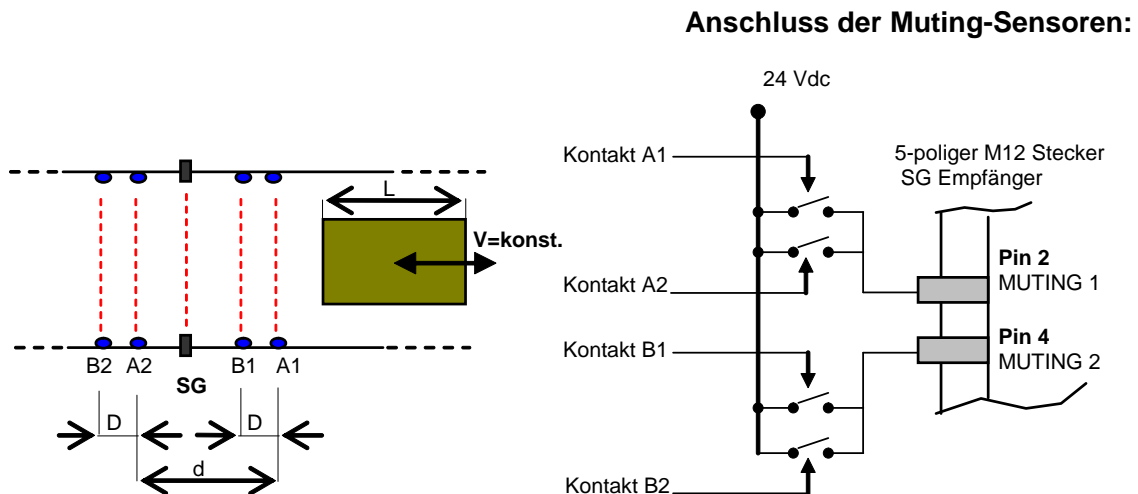 Anschluss der Muting-Sensoren:
24 Vdc
Kontakt A1
5-poliger M12 Stecker
SG Empfänger
L
V=konst.
Kontakt A2
Pin 2
MUTING 1
Kontakt B1
Pin 4
MUTING 2
B2 A2 SG B1 A1
D D
d
Kontakt B2